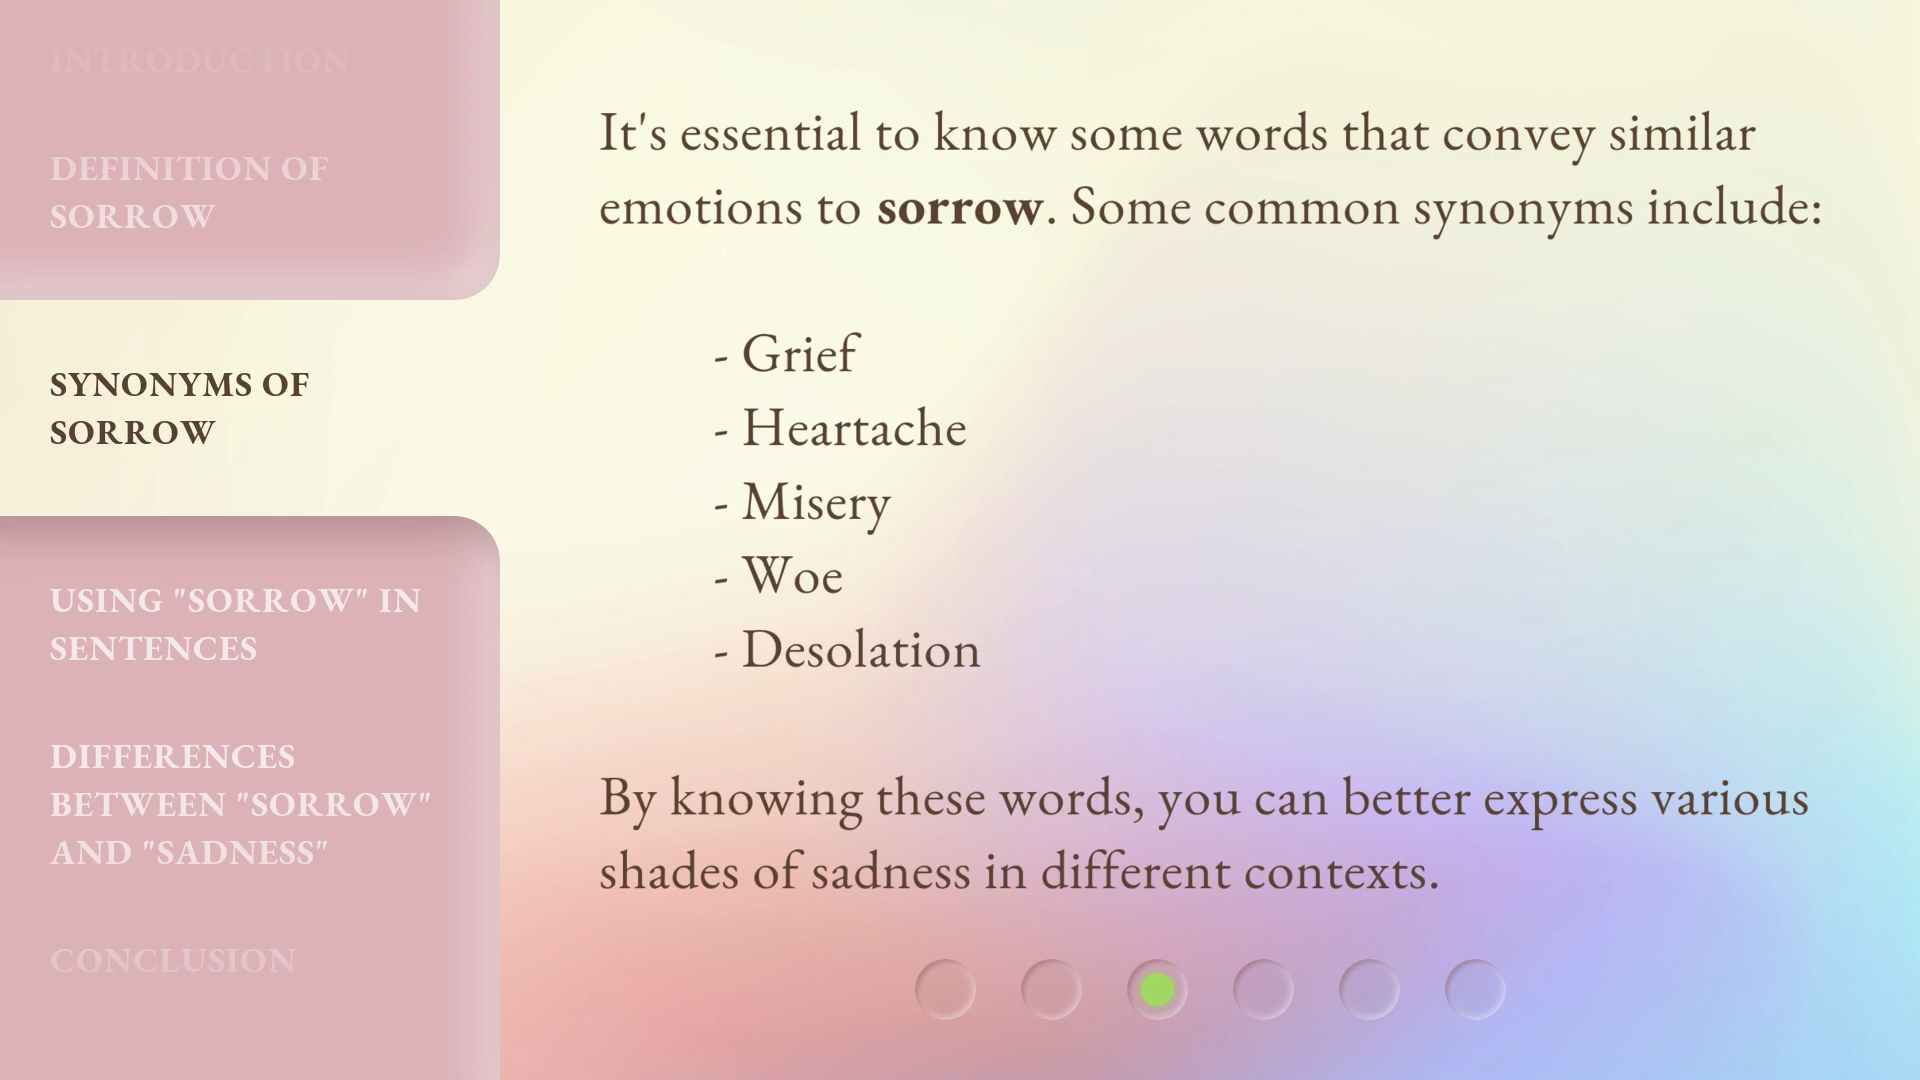 INTRODUCTION
DEFINITION OF
SORROW
SYNONYMS OF
SORROW
USING "SORROW" IN
SENTENCES
DIFFERENCES
BETWEEN "SORROW"
AND "SADNESS"
CONCLUSION
It's essential to know some words that convey similar
emotions to sorrow. Some common synonyms include:
- Grief
- Heartache
- Misery
- Woe
- Desolation
By knowing these words, you can better express various
shades of sadness in different contexts.